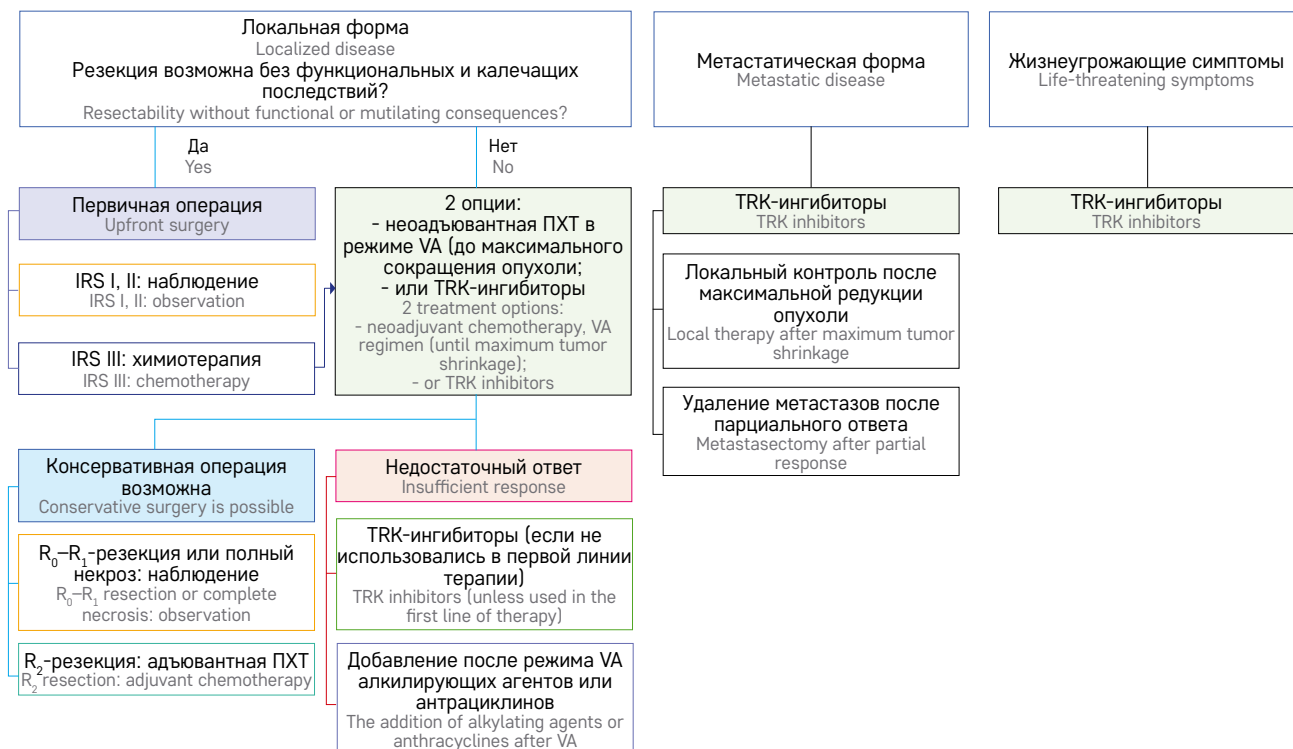 Локальная форма
Localized disease
Резекция возможна без функциональных и калечащих
последствий?
Resectability without functional or mutilating consequences?
Метастатическая форма
Metastatic disease
Жизнеугрожающие симптомы
Life-threatening symptoms
Да
Yes
Нет
No
Первичная операция
Upfront surgery
IRS I, II: наблюдение
IRS I, II: observation
IRS III: химиотерапия
IRS III: chemotherapy
2 опции:
- неоадъювантная ПХТ в
режиме VA (до максимального
сокращения опухоли;
- или TRK-ингибиторы
2 treatment options:
- neoadjuvant chemotherapy, VA
regimen (until maximum tumor
shrinkage);
- or TRK inhibitors
TRK-ингибиторы
TRK inhibitors
Локальный контроль после
максимальной редукции
опухоли
Local therapy after maximum tumor
shrinkage
Удаление метастазов после
парциального ответа
Metastasectomy after partial
response
TRK-ингибиторы
TRK inhibitors
Консервативная операция
возможна
Conservative surgery is possible
R₀–R₁-резекция или полный
некроз: наблюдение
R₀–R₁ resection or complete
necrosis: observation
R₂-резекция: адъювантная ПХТ
R₂ resection: adjuvant chemotherapy
Недостаточный ответ
Insufficient response
TRK-ингибиторы (если не
использовались в первой линии
терапии)
TRK inhibitors (unless used in the
first line of therapy)
Добавление после режима VA
алкилирующих агентов или
антрациклинов
The addition of alkylating agents or
anthracyclines after VA